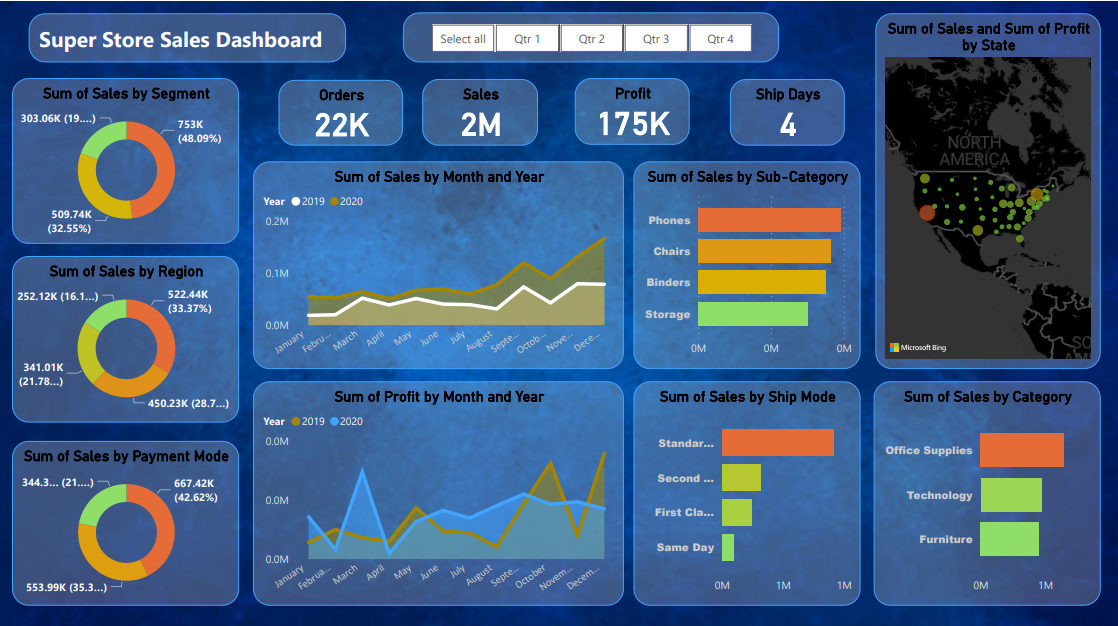 Super Store Sales Dashboard
Select all
Qtr 1
Qtr 2
Qtr 3
Qtr 4
Sum of Sales and Sum of Profit
by State
NORTH
AMERICA
SO
AM
Microsoft Bing
Sum of Sales by Segment
303.06K (19....)
753K
(48.09%)
509.74K
(32.55%)
Orders
22K
Sales
2M
Profit
175K
Ship Days
4
Sum of Sales by Month and Year
Year 2019 2020
0.2M
0.1M
0.0M
January
Febru...
March
April
May
June
July
August
Septe...
Octob...
Nove...
Dece...
Sum of Sales by Sub-Category
Phones
Chairs
Binders
Storage
0M
0M
0M
Sum of Sales by Region
252.12K (16.1...)
522.44K
(33.37%)
341.01K
(21.78...)
450.23K (28.7...)
Sum of Sales by Payment Mode
344.3... (21....)
667.42K
(42.62%)
553.99K (35.3...)
Sum of Profit by Month and Year
Year 2019 2020
0.0M
0.0M
0.0M
January
Februa...
March
April
May
June
July
August
Septe...
October
Novem...
Decem...
Sum of Sales by Ship Mode
Standar...
Second ...
First Cla...
Same Day
0M
1M
1M
Sum of Sales by Category
Office Supplies
Technology
Furniture
0M
1M